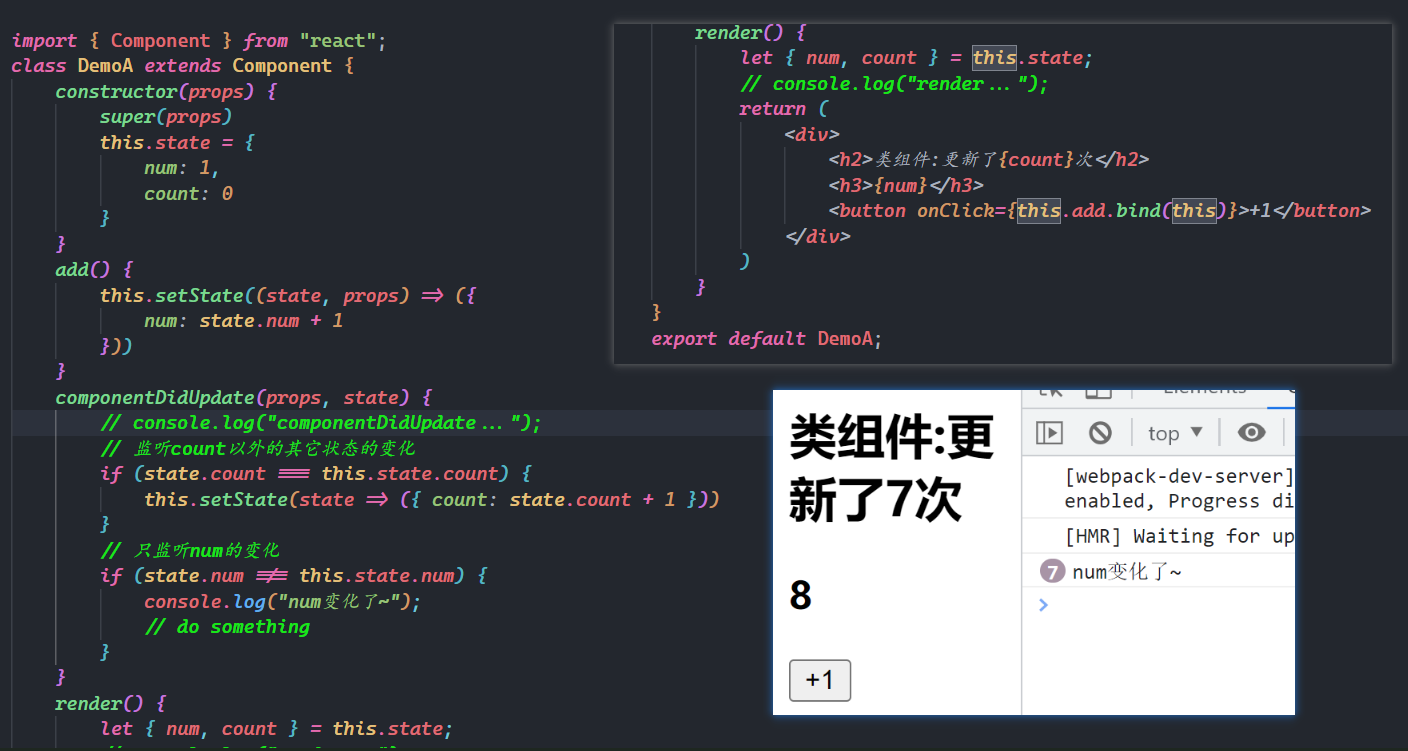 import { Component } from "react";
class DemoA extends Component {
constructor(props) {
super(props)
this.state = {
num: 1,
count: 0
}
}
add() {
this.setState((state, props) => ({
num: state.num + 1
}))
}
componentDidUpdate(props, state) {
// console.log("componentDidUpdate...");
// 监听count以外的其它状态的变化
if (state.count === this.state.count) {
this.setState(state => ({ count: state.count + 1 }))
}
// 只监听num的变化
if (state.num !== this.state.num) {
console.log("num变化了~");
// do something
}
}
render() {
let { num, count } = this.state;
render() {
let { num, count } = this.state;
// console.log("render...");
return (
<div>
<h2>类组件:更新了{count}次</h2>
<h3>{num}</h3>
<button onClick={this.add.bind(this)}>+1</button>
</div>
)
}
}
export default DemoA;
类组件:更
新了7次
8
+1
Elements
top
[webpack-dev-server]
enabled, Progress di
[HMR] Waiting for up
7 num变化了~